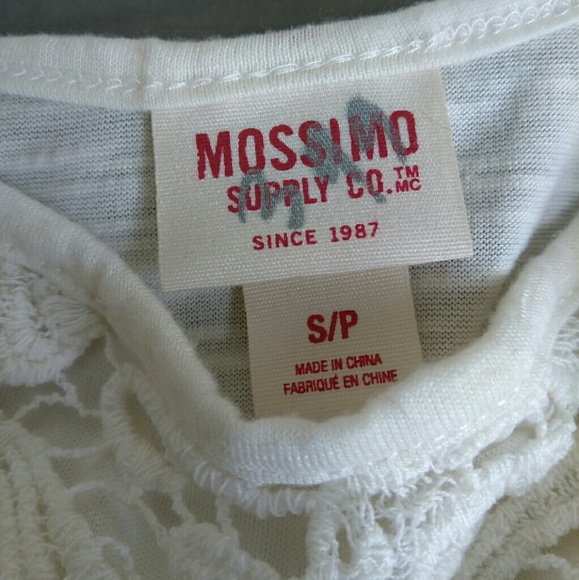 MOSSIMO
SUPPLY CO.™ MC
SINCE 1987
S/P
MADE IN CHINA
FABRIQUÉ EN CHINE